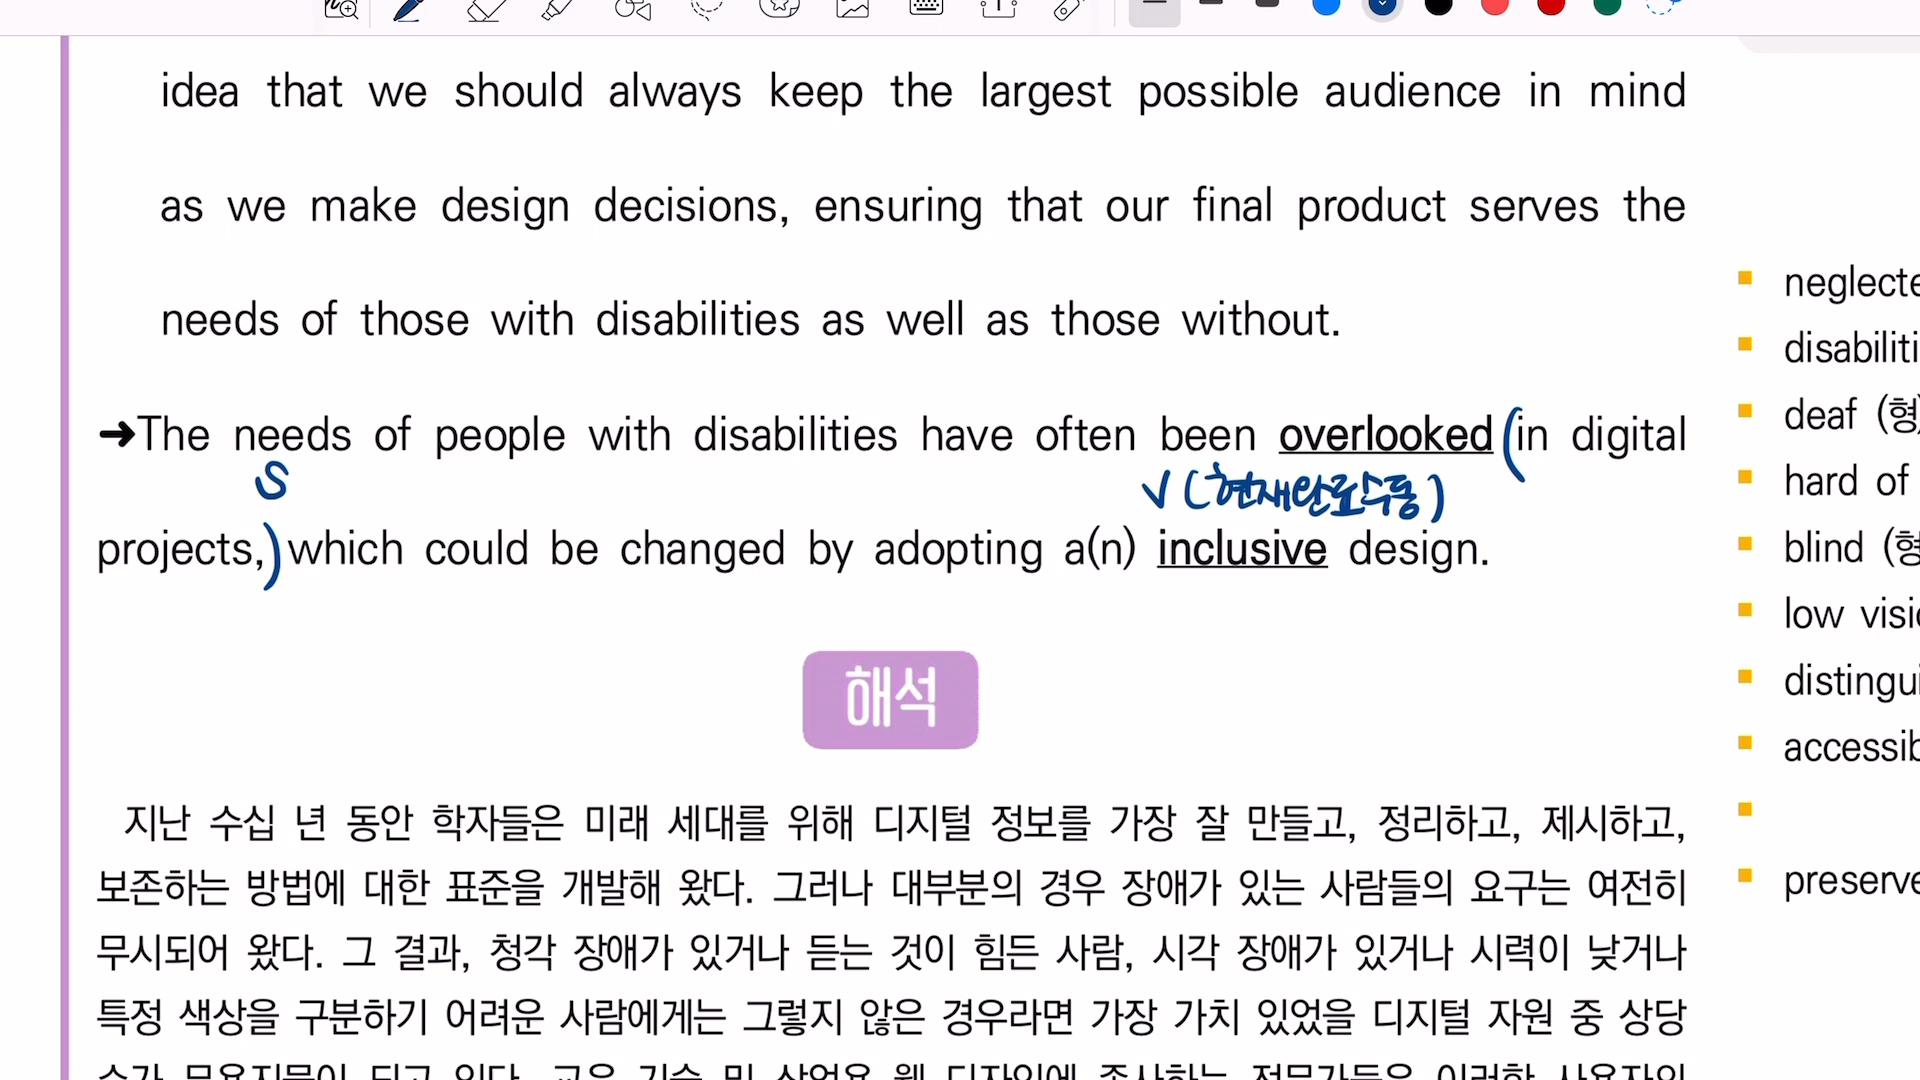 idea that we should always keep the largest possible audience in mind
as we make design decisions, ensuring that our final product serves the
needs of those with disabilities as well as those without.
➜The needs of people with disabilities have often been overlooked (in digital
S
V (현재완료수동)
projects,) which could be changed by adopting a(n) inclusive design.
해석
지난 수십 년 동안 학자들은 미래 세대를 위해 디지털 정보를 가장 잘 만들고, 정리하고, 제시하고,
보존하는 방법에 대한 표준을 개발해 왔다. 그러나 대부분의 경우 장애가 있는 사람들의 요구는 여전히
무시되어 왔다. 그 결과, 청각 장애가 있거나 듣는 것이 힘든 사람, 시각 장애가 있거나 시력이 낮거나
특정 색상을 구분하기 어려운 사람에게는 그렇지 않은 경우라면 가장 가치 있었을 디지털 자원 중 상당
neglecte
disabiliti
deaf (형)
hard of
blind (형
low visi
distingui
accessib
preserve